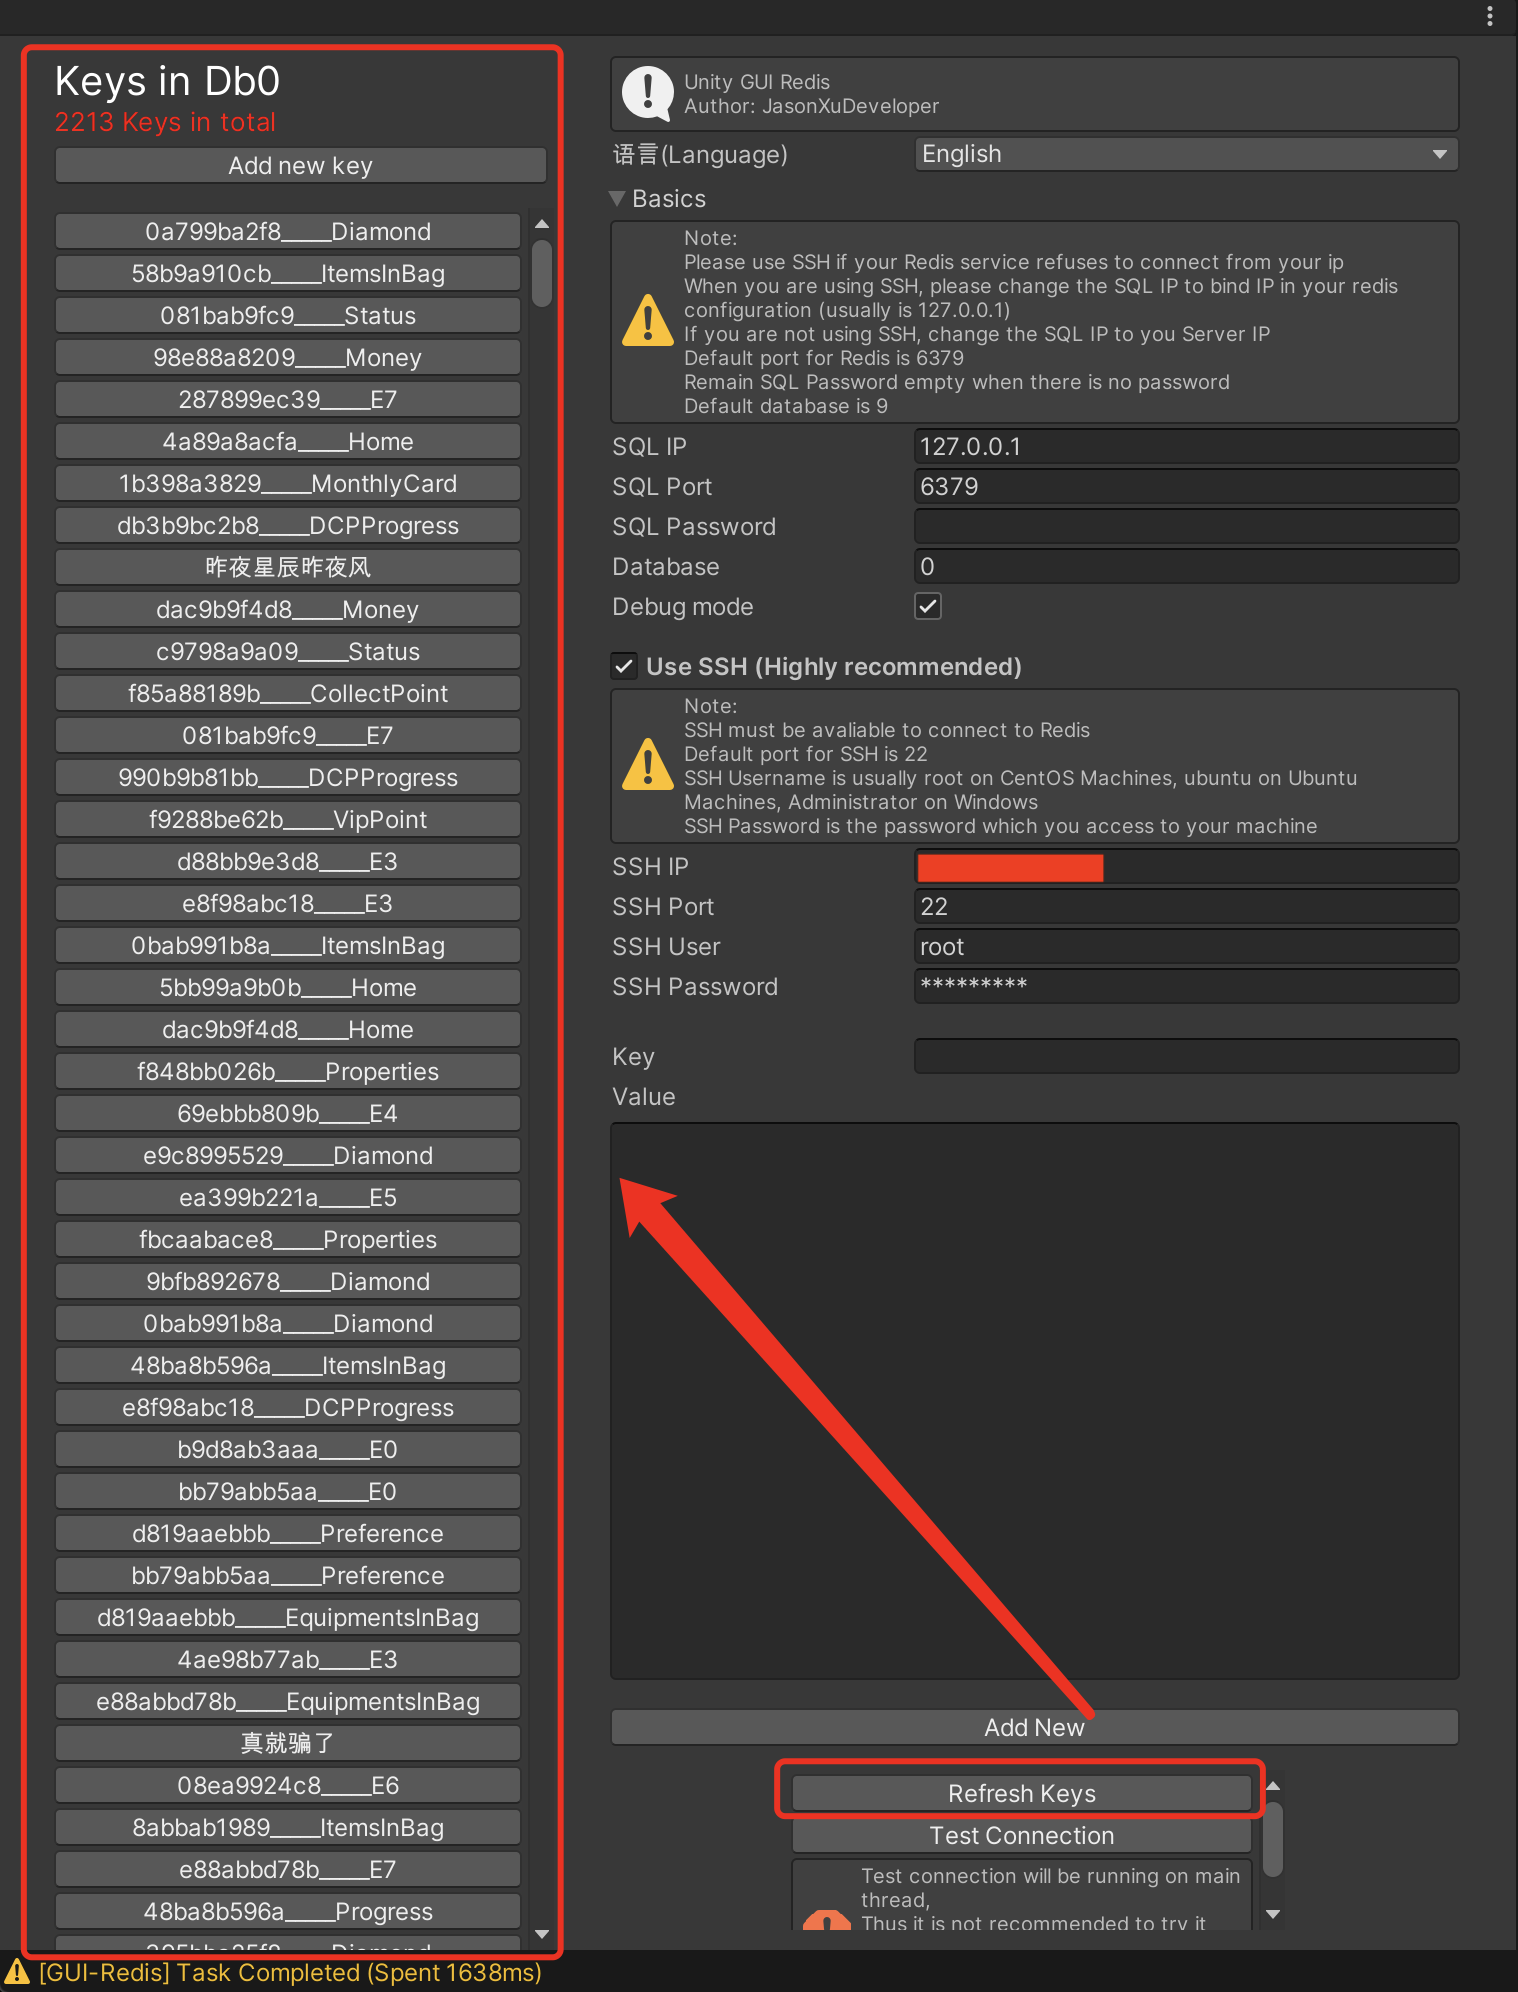 Keys in Db0
2213 Keys in total
Add new key
0a799ba2f8____Diamond
58b9a910cb____ItemsInBag
081bab9fc9____Status
98e88a8209____Money
287899ec39____E7
4a89a8acfa____Home
1b398a3829____MonthlyCard
db3b9bc2b8____DCPProgress
昨夜星辰昨夜风
dac9b9f4d8____Money
c9798a9a09____Status
f85a88189b____CollectPoint
081bab9fc9____E7
990b9b81bb____DCPProgress
f9288be62b____VipPoint
d88bb9e3d8____E3
e8f98abc18____E3
0bab991b8a____ItemsInBag
5bb99a9b0b____Home
dac9b9f4d8____Home
f848bb026b____Properties
69ebbb809b____E4
e9c8995529____Diamond
ea399b221a____E5
fbcaabace8____Properties
9bfb892678____Diamond
0bab991b8a____Diamond
48ba8b596a____ItemsInBag
e8f98abc18____DCPProgress
b9d8ab3aaa____E0
bb79abb5aa____E0
d819aaebbb____Preference
bb79abb5aa____Preference
d819aaebbb____EquipmentsInBag
4ae98b77ab____E3
e88abbd78b____EquipmentsInBag
真就骗了
08ea9924c8____E6
8abbab1989____ItemsInBag
e88abbd78b____E7
48ba8b596a____Progress
Unity GUI Redis
Author: JasonXuDeveloper
语言(Language)
English
Basics
Note:
Please use SSH if your Redis service refuses to connect from your ip
When you are using SSH, please change the SQL IP to bind IP in your redis
configuration (usually is 127.0.0.1)
If you are not using SSH, change the SQL IP to you Server IP
Default port for Redis is 6379
Remain SQL Password empty when there is no password
Default database is 9
SQL IP 127.0.0.1
SQL Port 6379
SQL Password
Database 0
Debug mode
Use SSH (Highly recommended)
Note:
SSH must be avaliable to connect to Redis
Default port for SSH is 22
SSH Username is usually root on CentOS Machines, ubuntu on Ubuntu
Machines, Administrator on Windows
SSH Password is the password which you access to your machine
SSH IP
SSH Port 22
SSH User root
SSH Password *********
Key
Value
Add New
Refresh Keys
Test Connection
Test connection will be running on main
thread,
Thus it is not recommended to try it
[GUI-Redis] Task Completed (Spent 1638ms)